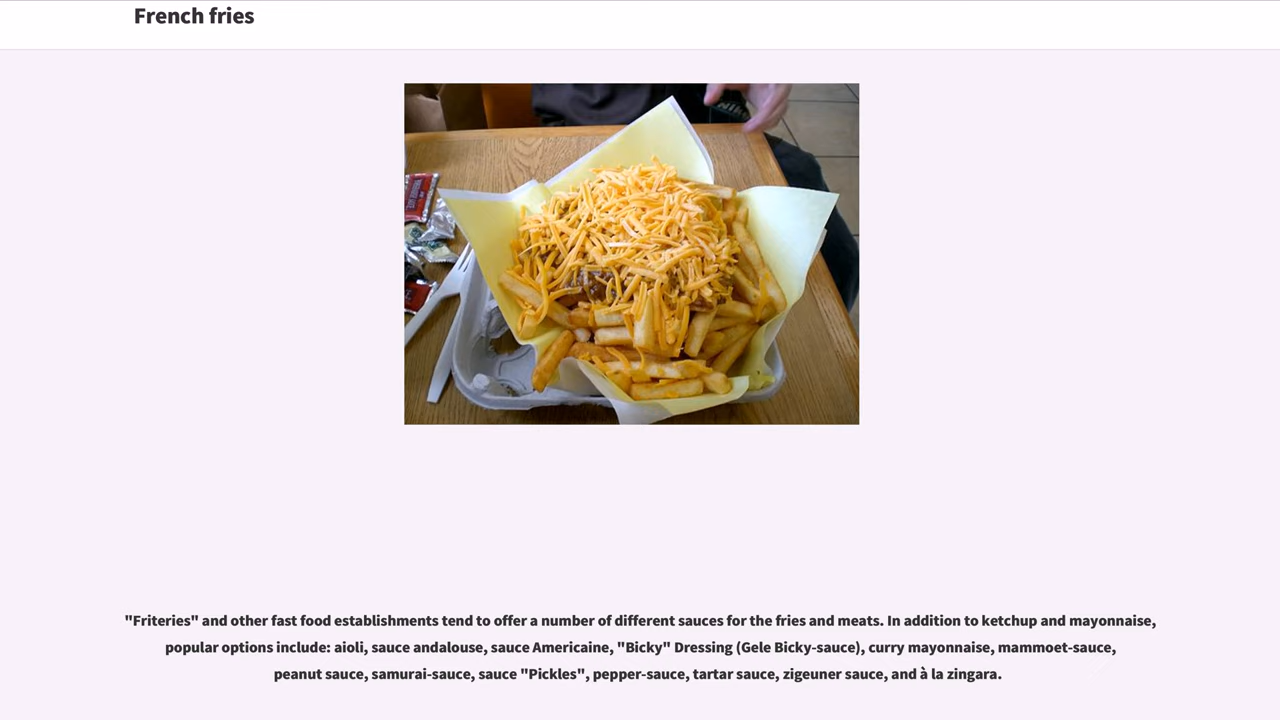 French fries
"Friteries" and other fast food establishments tend to offer a number of different sauces for the fries and meats. In addition to ketchup and mayonnaise,
popular options include: aioli, sauce andalouse, sauce Americaine, "Bicky" Dressing (Gele Bicky-sauce), curry mayonnaise, mammoet-sauce,
peanut sauce, samurai-sauce, sauce "Pickles", pepper-sauce, tartar sauce, zigeuner sauce, and à la zingara.